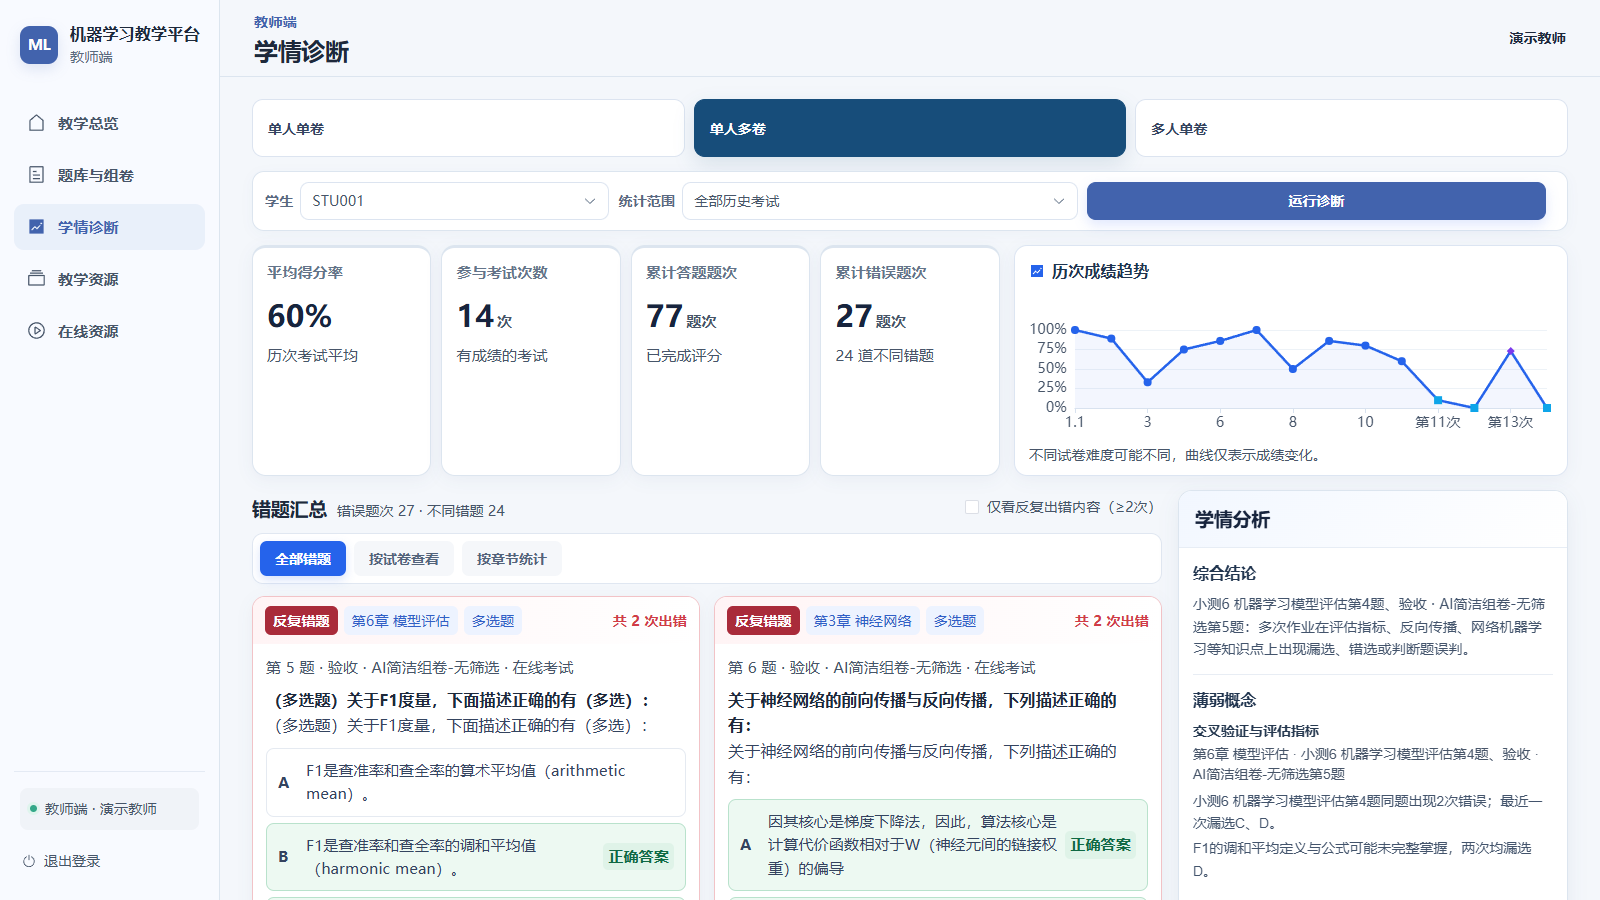 ML
机器学习教学平台
教师端
教学总览
题库与组卷
学情诊断
教学资源
在线资源
教师端 · 演示教师
退出登录
教师端
学情诊断
演示教师
单人单卷
单人多卷
多人单卷
学生
STU001
统计范围
全部历史考试
运行诊断
平均得分率
60%
历次考试平均
参与考试次数
14 次
有成绩的考试
累计答题题次
77 题次
已完成评分
累计错误题次
27 题次
24 道不同错题
历次成绩趋势
100%
75%
50%
25%
0%
1.1 3 6 8 10 第11次 第13次
不同试卷难度可能不同，曲线仅表示成绩变化。
错题汇总 错误题次 27 · 不同错题 24
仅看反复出错内容（≥2次）
全部错题 按试卷查看 按章节统计
反复错题 第6章 模型评估 多选题 共 2 次出错
第 5 题 · 验收 · AI简洁组卷-无筛选 · 在线考试
（多选题）关于F1度量，下面描述正确的有（多选）：
（多选题）关于F1度量，下面描述正确的有（多选）：
A
F1是查准率和查全率的算术平均值（arithmetic
mean）。
B
F1是查准率和查全率的调和平均值
（harmonic mean）。
正确答案
反复错题 第3章 神经网络 多选题 共 2 次出错
第 6 题 · 验收 · AI简洁组卷-无筛选 · 在线考试
关于神经网络的前向传播与反向传播，下列描述正确的
有：
关于神经网络的前向传播与反向传播，下列描述正确的
有：
A
因其核心是梯度下降法，因此，算法核心是
计算代价函数相对于W（神经元间的链接权
重）的偏导
正确答案
学情分析
综合结论
小测6 机器学习模型评估第4题、验收 · AI简洁组卷-无筛
选第5题：多次作业在评估指标、反向传播、网络机器学
习等知识点上出现漏选、错选或判断题误判。
薄弱概念
交叉验证与评估指标
第6章 模型评估 · 小测6 机器学习模型评估第4题、验收 ·
AI简洁组卷-无筛选第5题
小测6 机器学习模型评估第4题同题出现2次错误；最近一
次漏选C、D。
F1的调和平均定义与公式可能未完整掌握，两次均漏选
D。